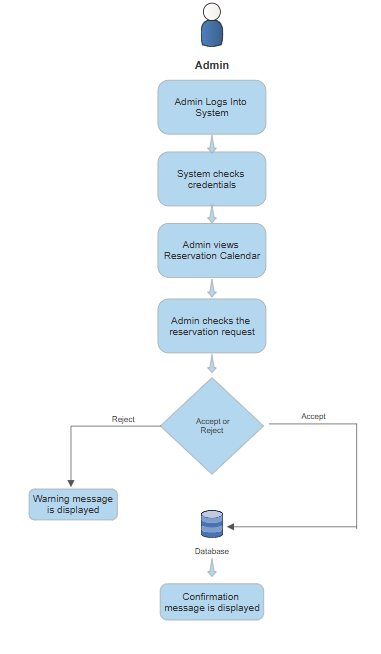 Admin
Admin Logs Into
System
System checks
credentials
Admin views
Reservation Calendar
Admin checks the
reservation request
Accept or
Reject
Reject
Accept
Warning message
is displayed
Database
Confirmation
message is displayed